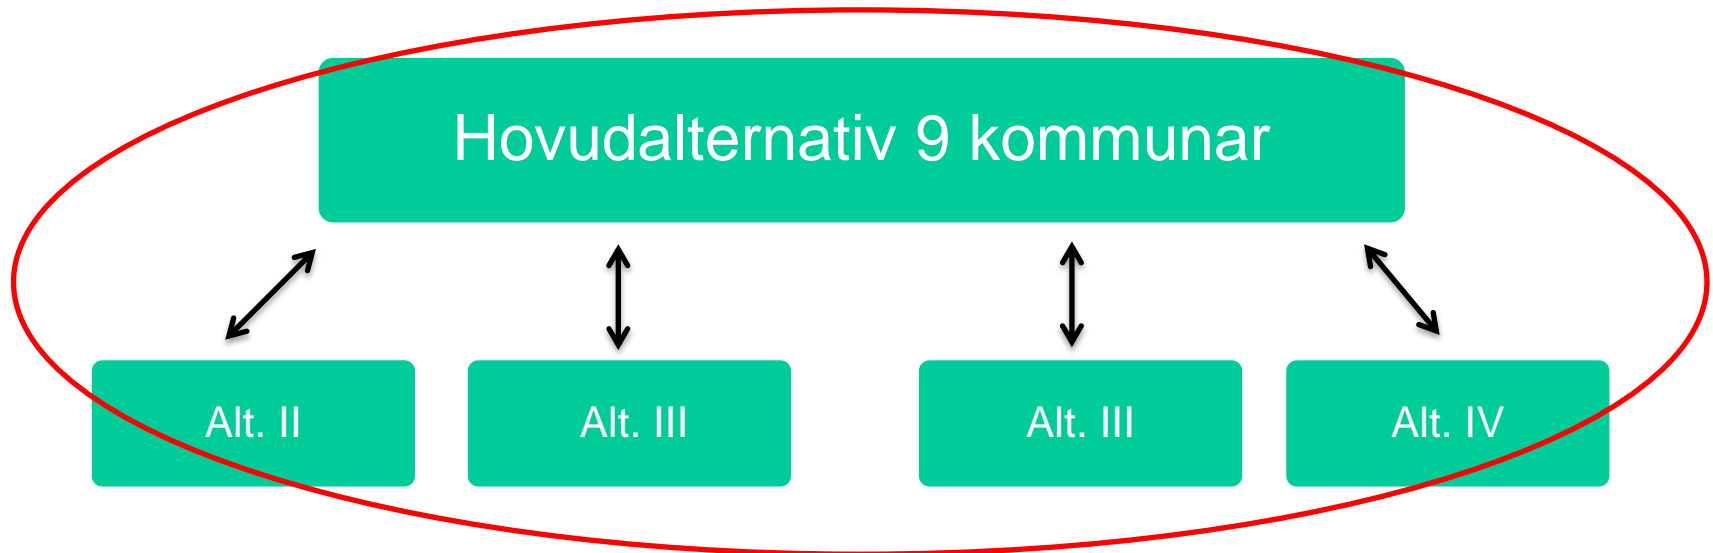 Hovudalternativ 9 kommunar
Alt. II
Alt. III
Alt. III
Alt. IV